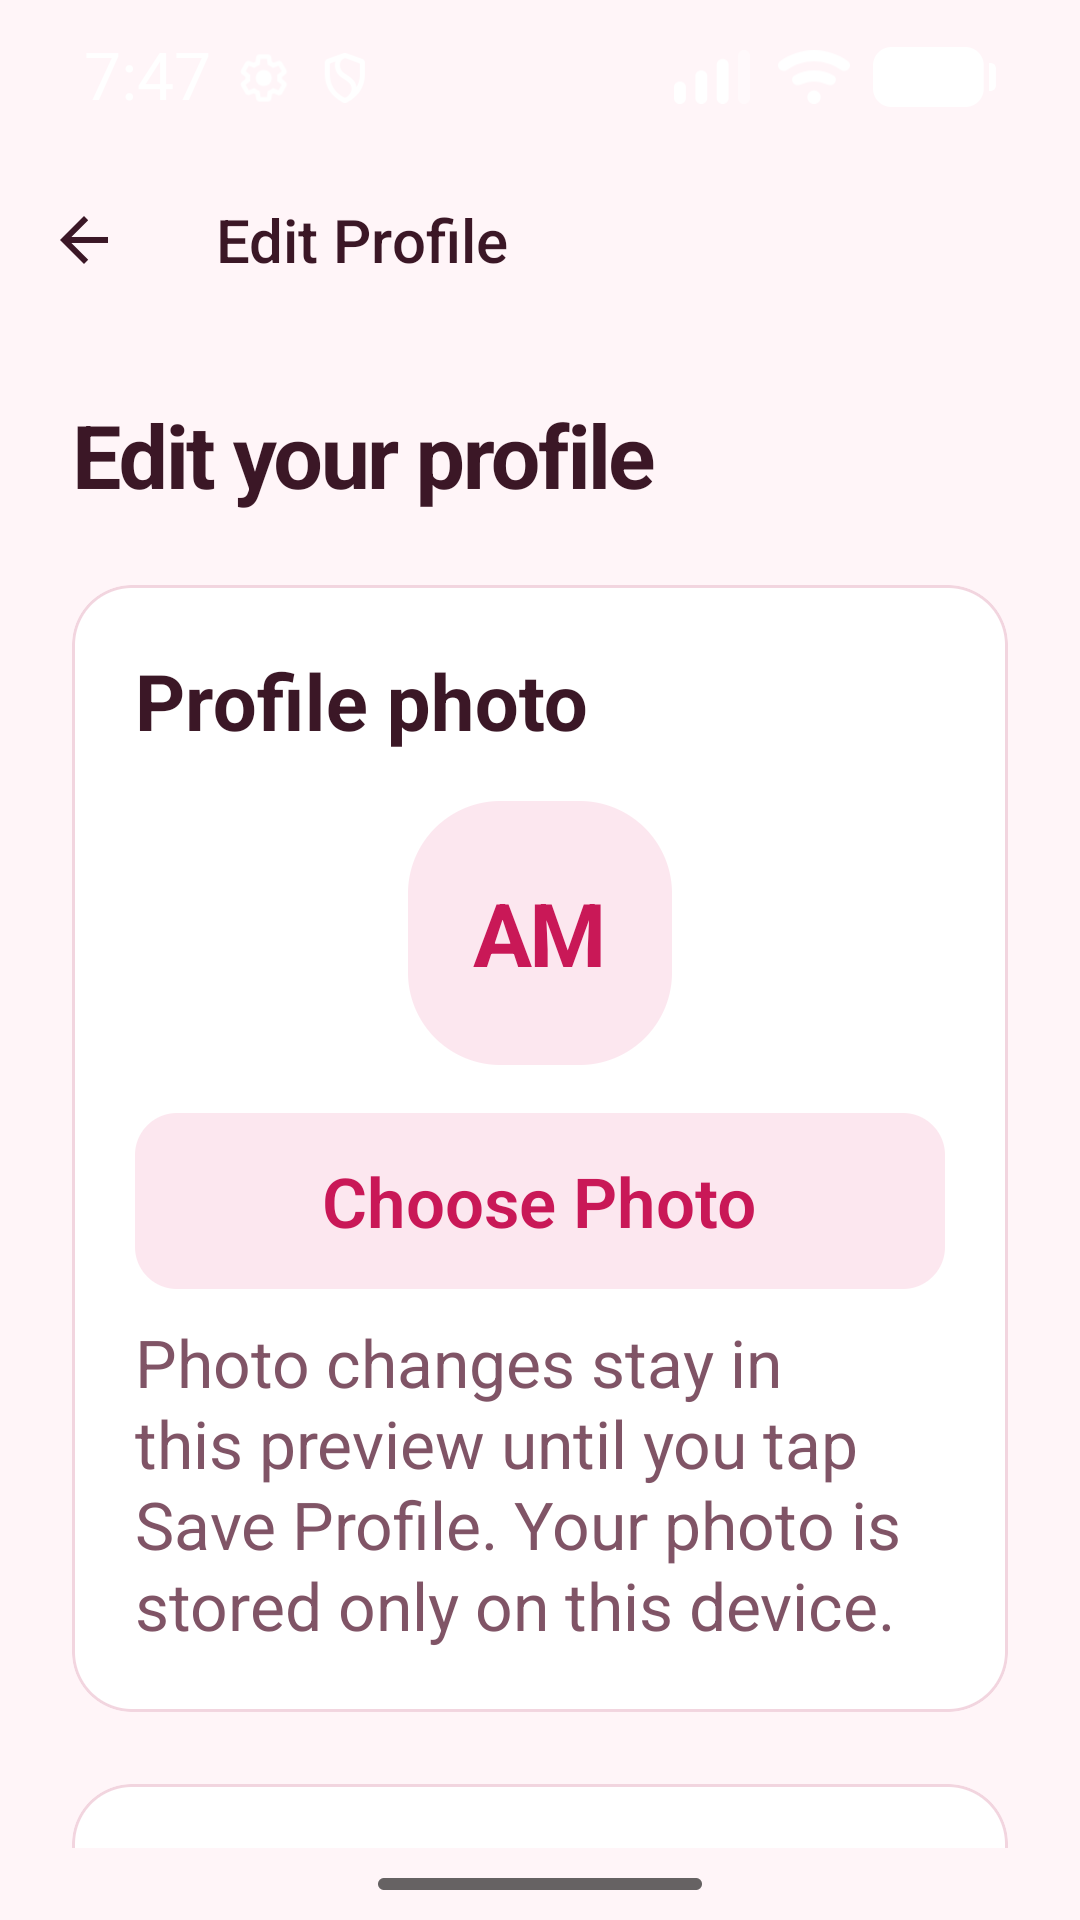 7:47
Edit Profile
Edit your profile
Profile photo
AM
Choose Photo
Photo changes stay in
this preview until you tap
Save Profile. Your photo is
stored only on this device.